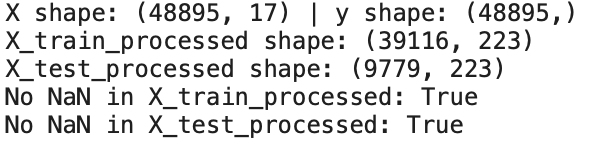 X shape: (48895, 17) | y shape: (48895,)
X_train_processed shape: (39116, 223)
X_test_processed shape: (9779, 223)
No NaN in X_train_processed: True
No NaN in X_test_processed: True